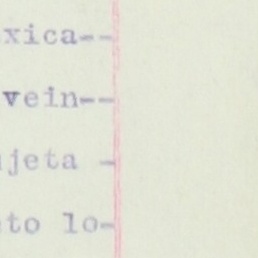 xica--
vein--
jeta -
to lo-